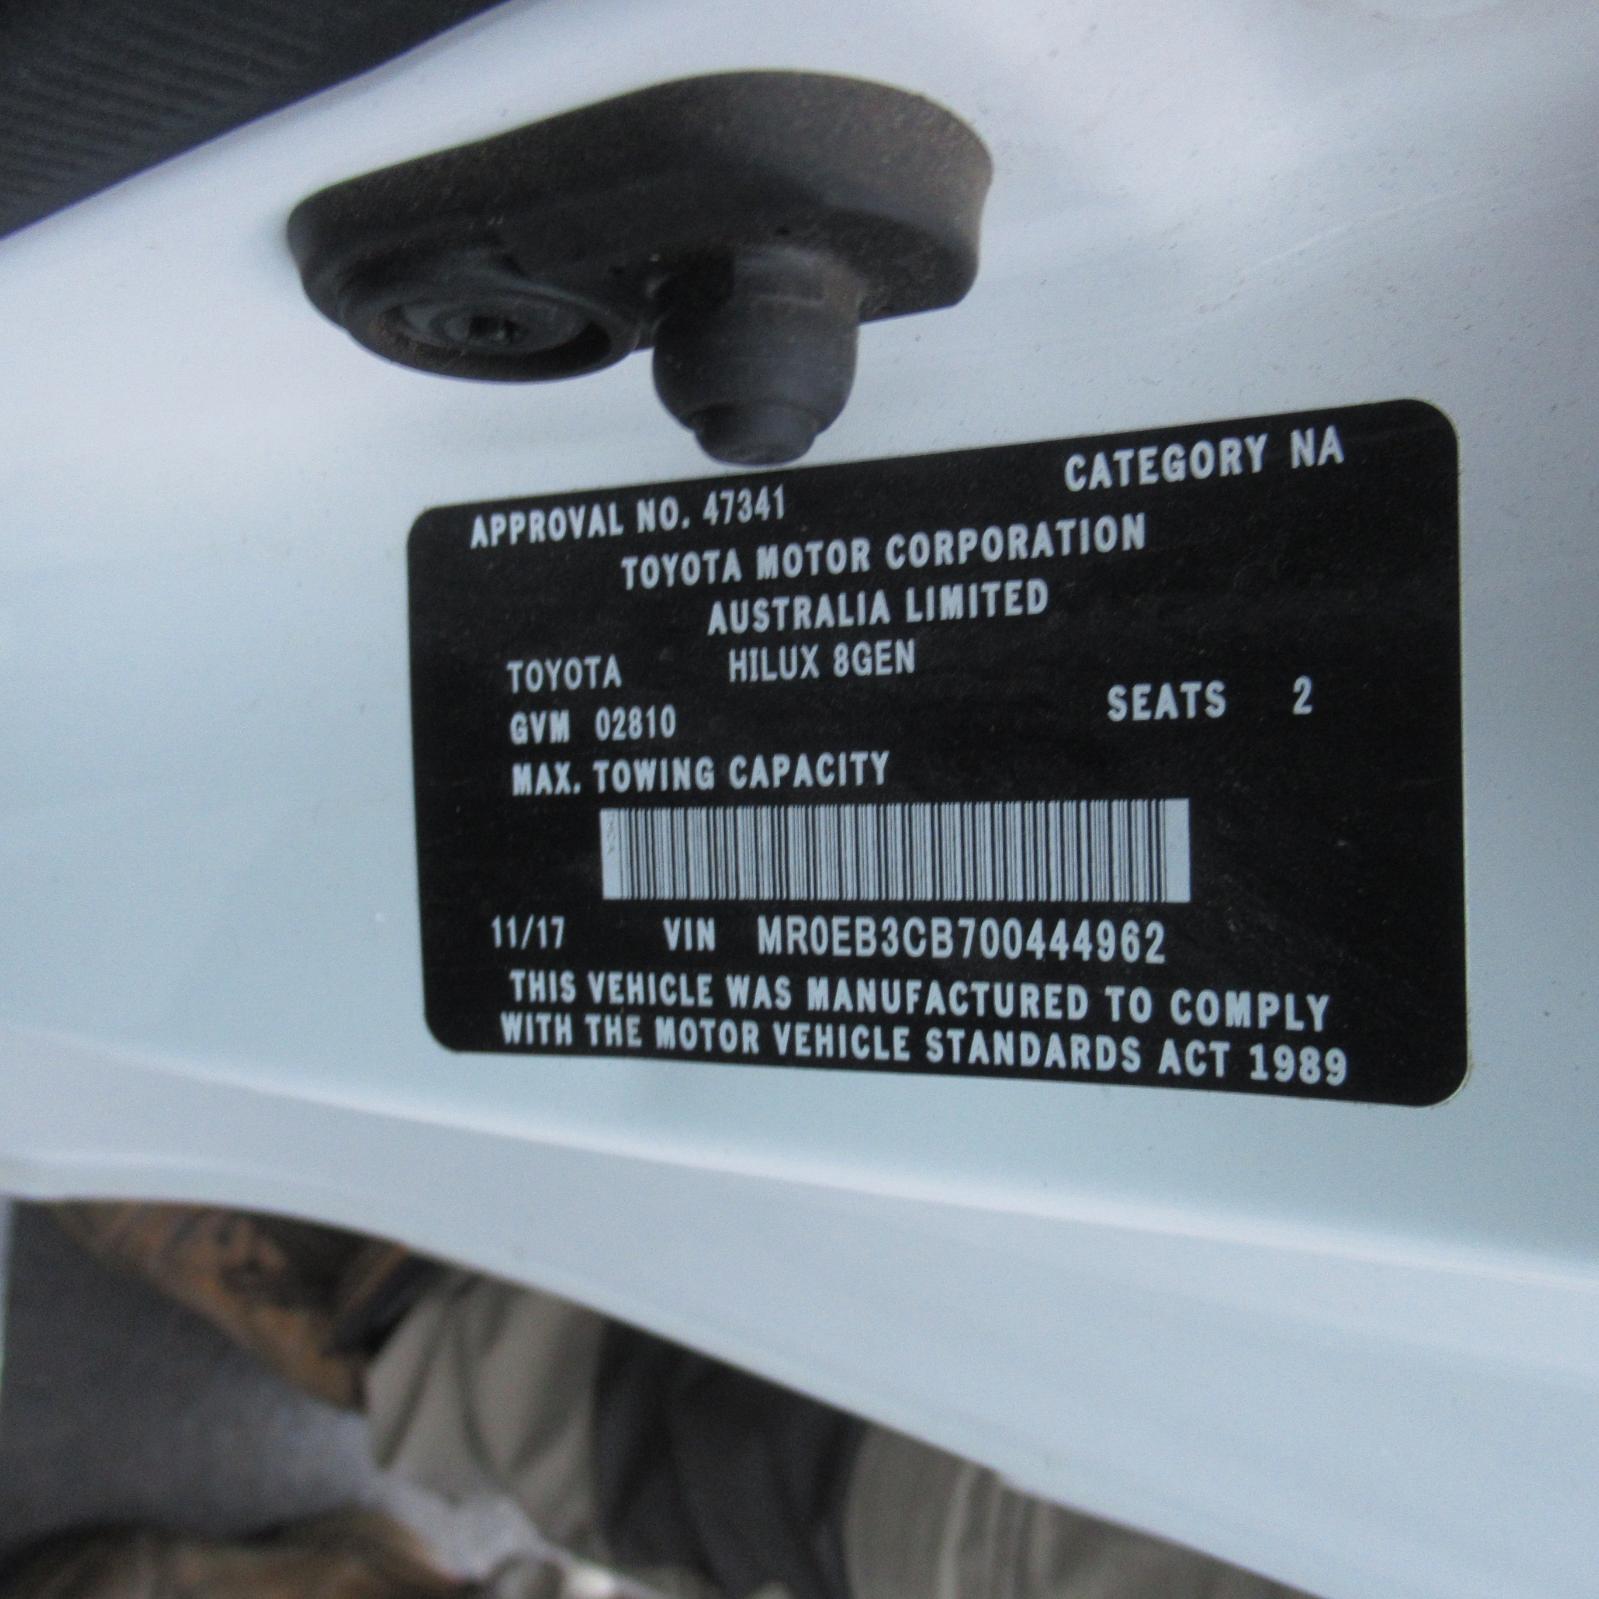 APPROVAL NO. 47341 CATEGORY NA
TOYOTA MOTOR CORPORATION
AUSTRALIA LIMITED
TOYOTA HILUX 8GEN
GVM 02810 SEATS 2
MAX. TOWING CAPACITY
11/17 VIN MR0EB3CB700444962
THIS VEHICLE WAS MANUFACTURED TO COMPLY
WITH THE MOTOR VEHICLE STANDARDS ACT 1989